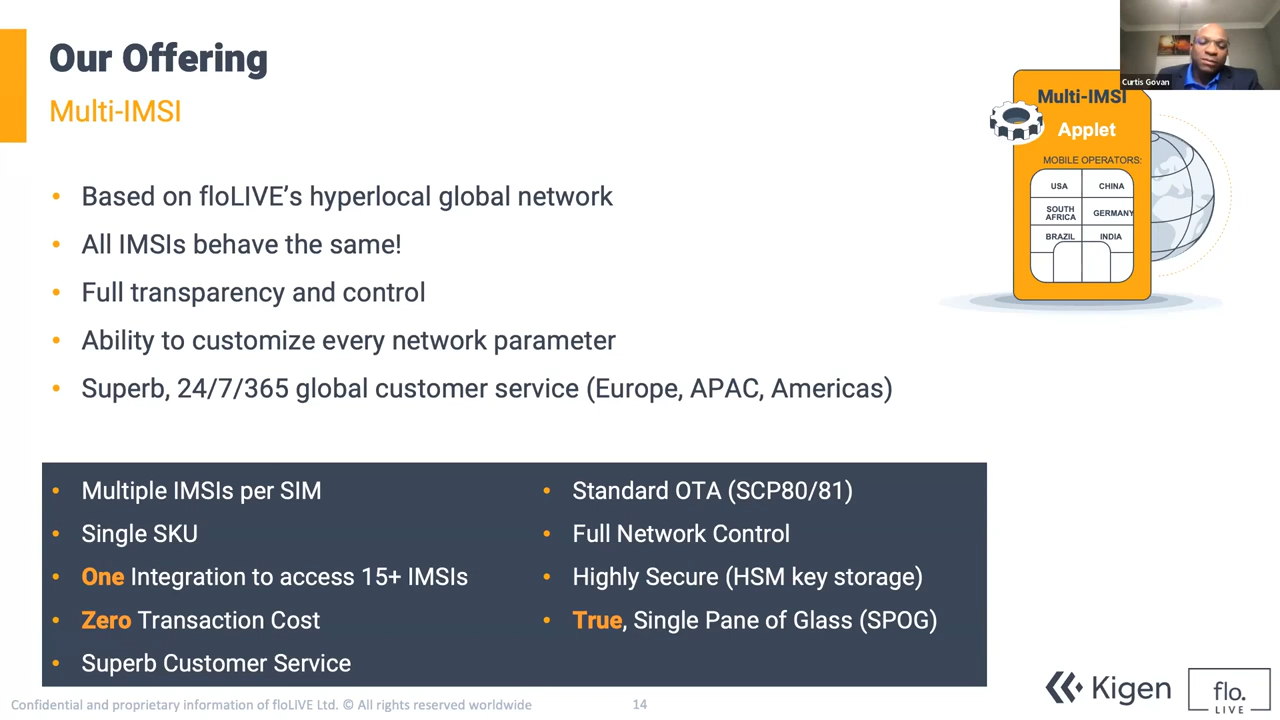 Our Offering
Multi-IMSI
• Based on floLIVE’s hyperlocal global network
• All IMSIs behave the same!
• Full transparency and control
• Ability to customize every network parameter
• Superb, 24/7/365 global customer service (Europe, APAC, Americas)
Curtis Govan
Multi-IMSI
Applet
MOBILE OPERATORS:
USA
CHINA
SOUTH
AFRICA
GERMANY
BRAZIL
INDIA
• Multiple IMSIs per SIM
• Single SKU
• One Integration to access 15+ IMSIs
• Zero Transaction Cost
• Superb Customer Service
• Standard OTA (SCP80/81)
• Full Network Control
• Highly Secure (HSM key storage)
• True, Single Pane of Glass (SPOG)
Confidential and proprietary information of floLIVE Ltd. © All rights reserved worldwide
14
Kigen
flo.
LIVE